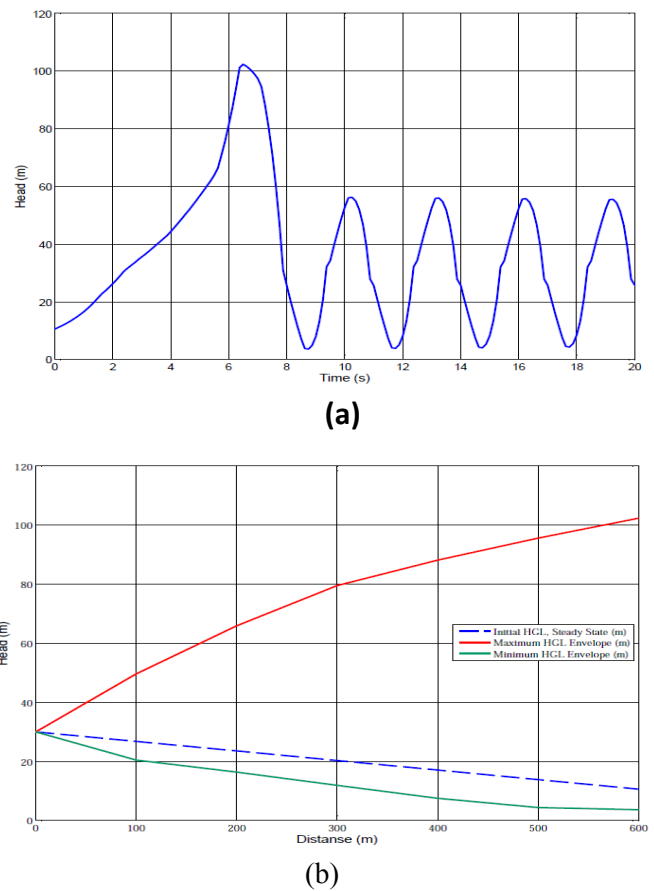 120
100
80
60
40
20
0
Head (m)
0 2 4 6 8 10 12 14 16 18 20
Time (s)
(a)
120
100
80
60
40
20
0
Head (m)
Initial HGL, Steady State (m)
Maximum HGL Envelope (m)
Minimum HGL Envelope (m)
0 100 200 300 400 500 600
Distanse (m)
(b)